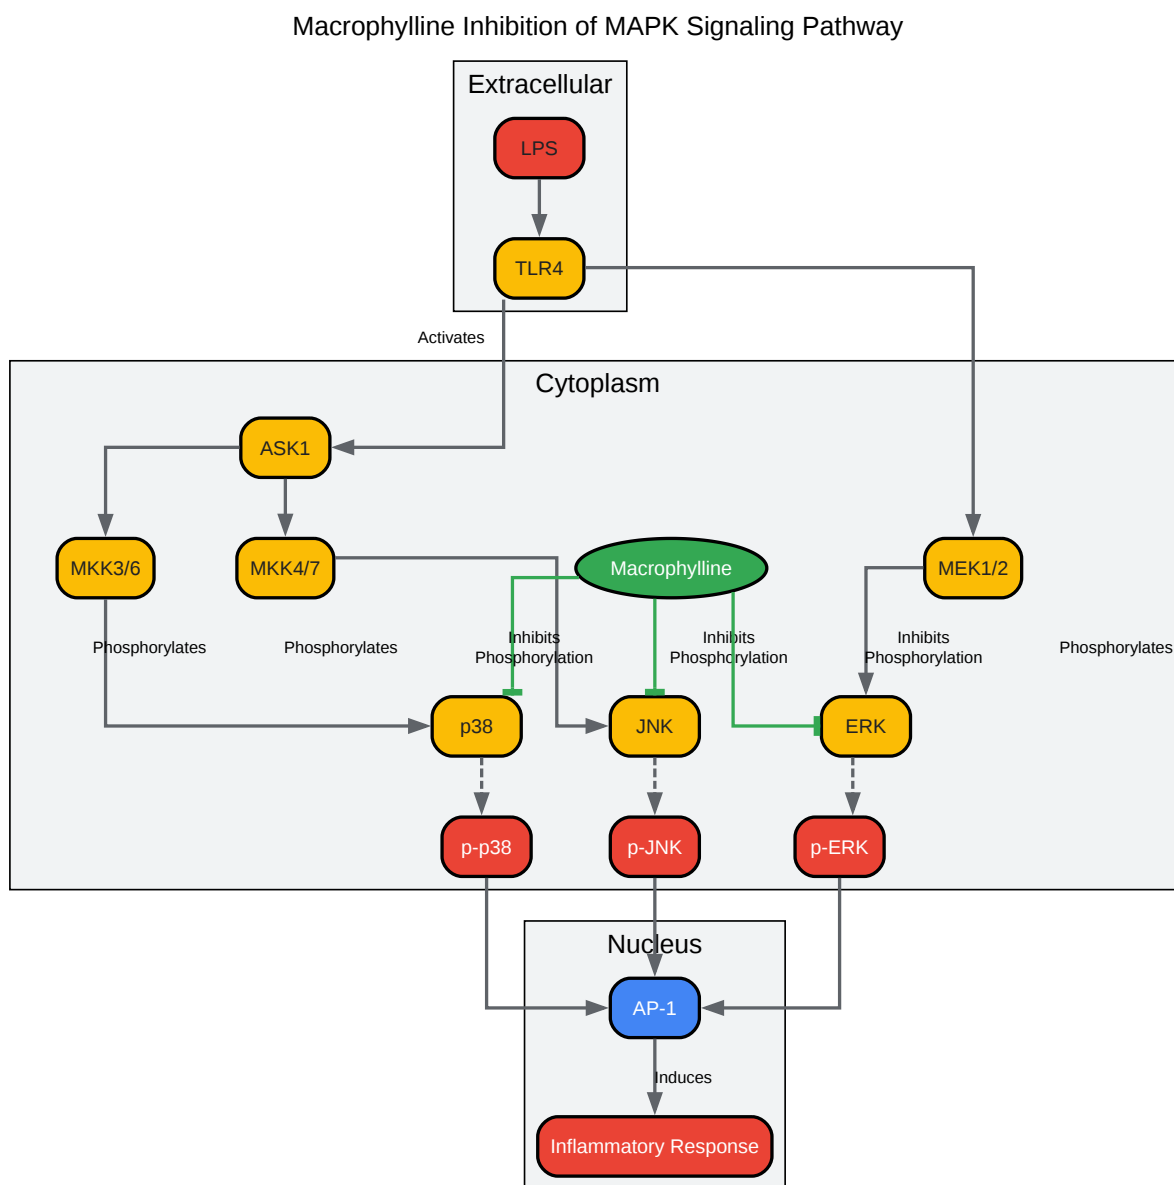 Macrophylline Inhibition of MAPK Signaling Pathway
Extracellular
LPS
TLR4
Activates
Cytoplasm
ASK1
MKK3/6
MKK4/7
Macrophylline
MEK1/2
Phosphorylates
Phosphorylates
Inhibits
Phosphorylation
Inhibits
Phosphorylation
Inhibits
Phosphorylation
Phosphorylates
p38
JNK
ERK
p-p38
p-JNK
p-ERK
Nucleus
AP-1
Induces
Inflammatory Response